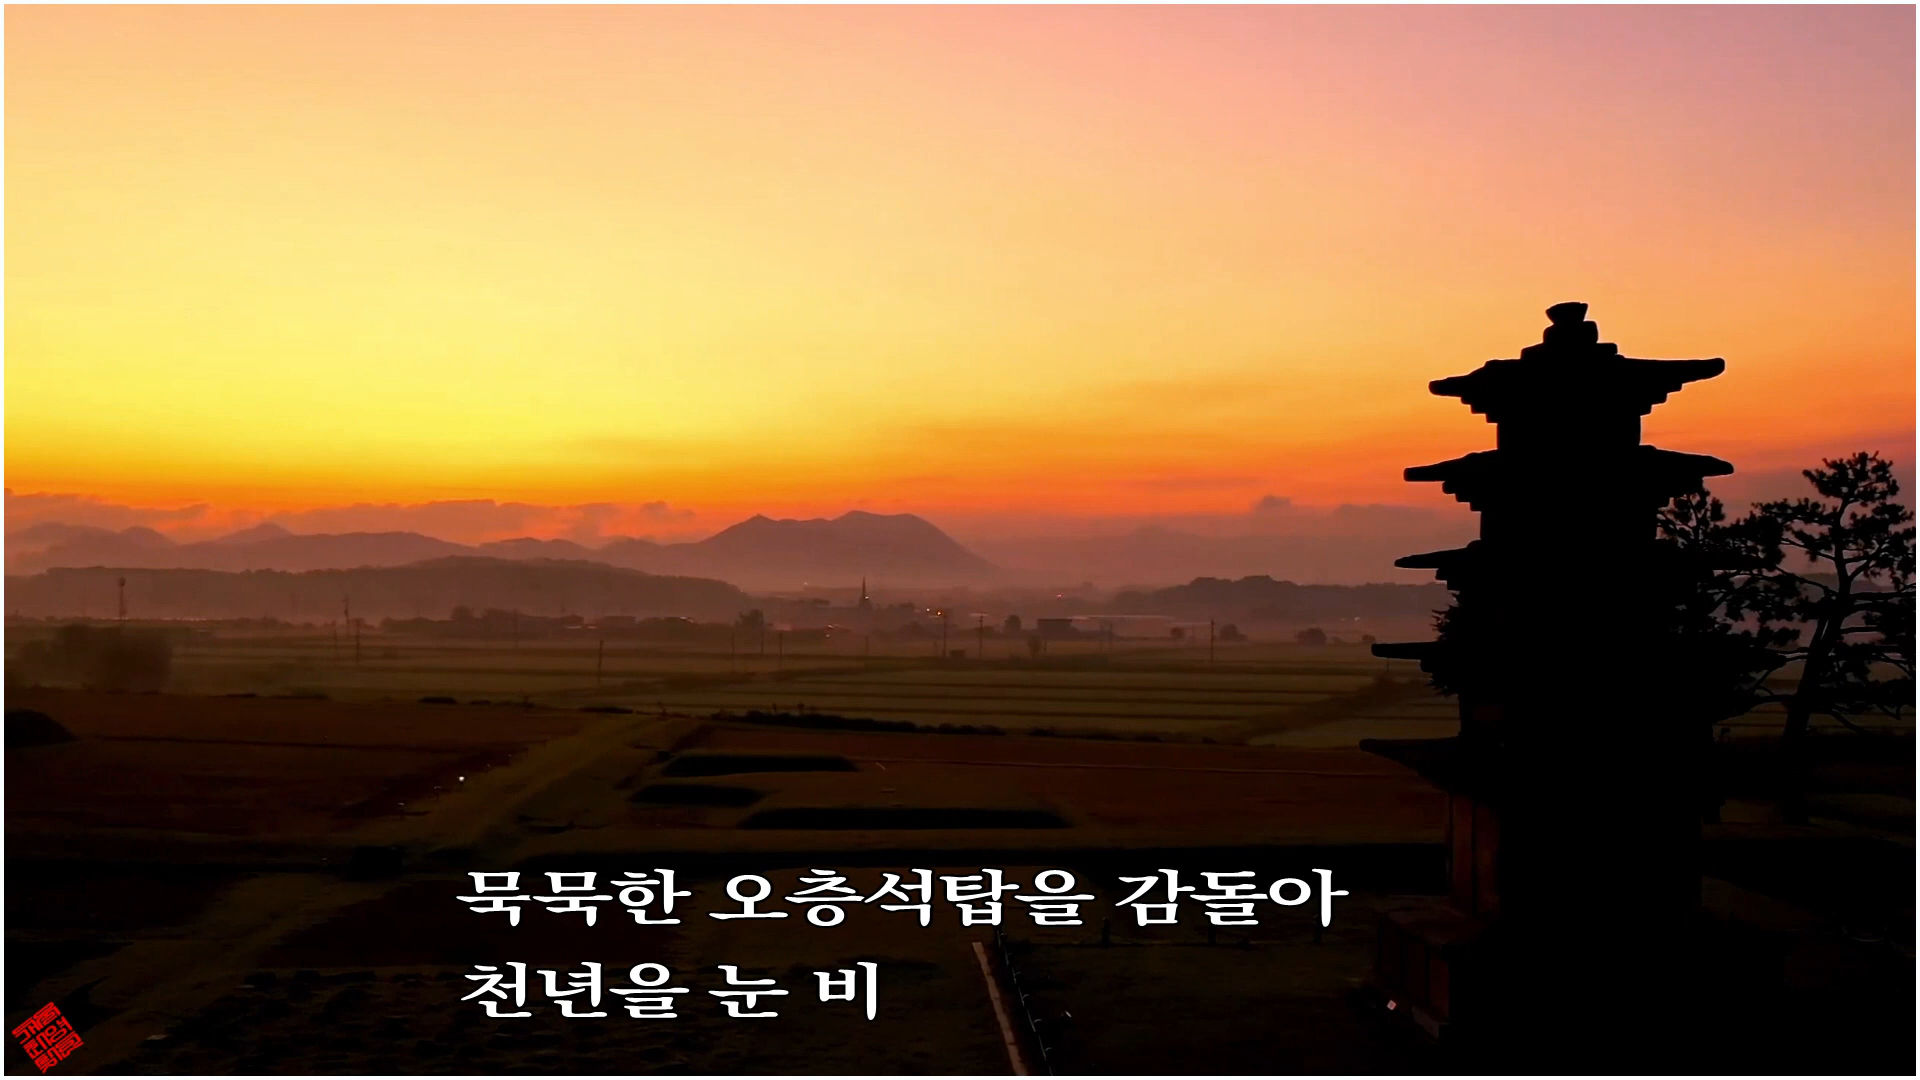 묵묵한 오층석탑을 감돌아
천년을 눈 비